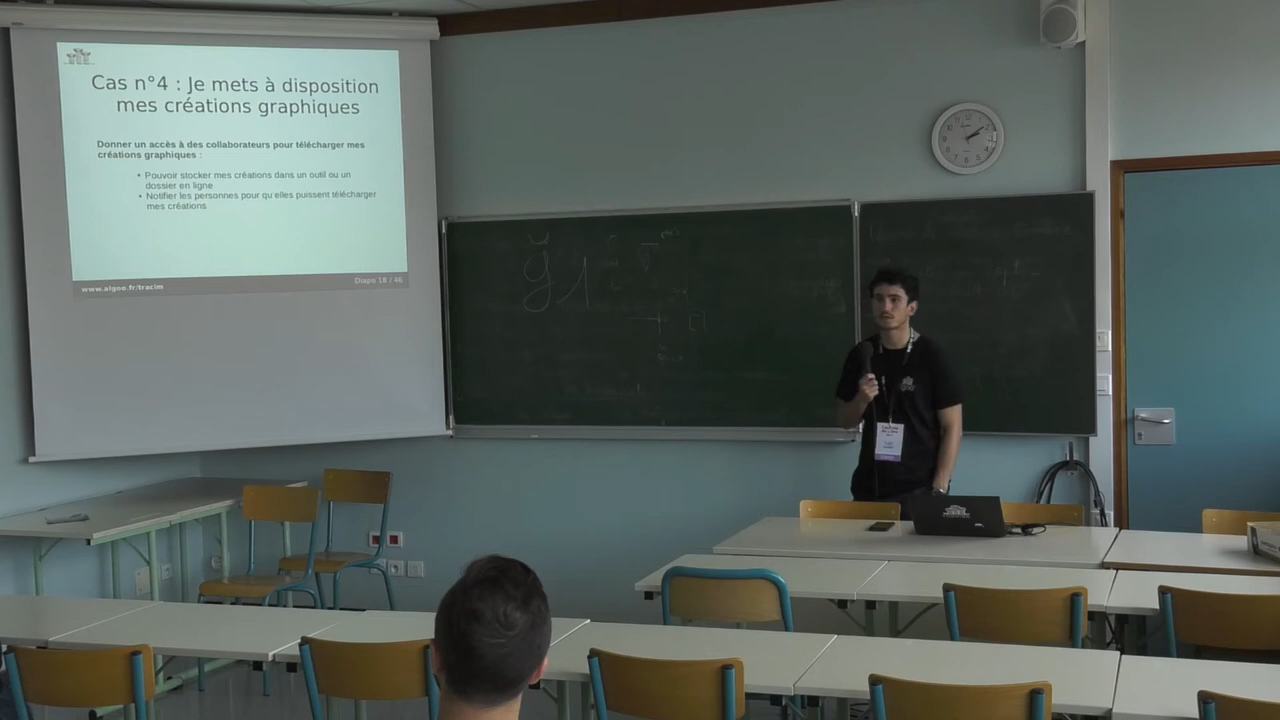 Cas n°4 : Je mets à disposition
mes créations graphiques
Donner un accès à des collaborateurs pour télécharger mes
créations graphiques :
• Pouvoir stocker mes créations dans un outil ou un
dossier en ligne
• Notifier les personnes pour qu'elles puissent télécharger
mes créations
www.algoo.fr/tracim
Diapo 18 / 46